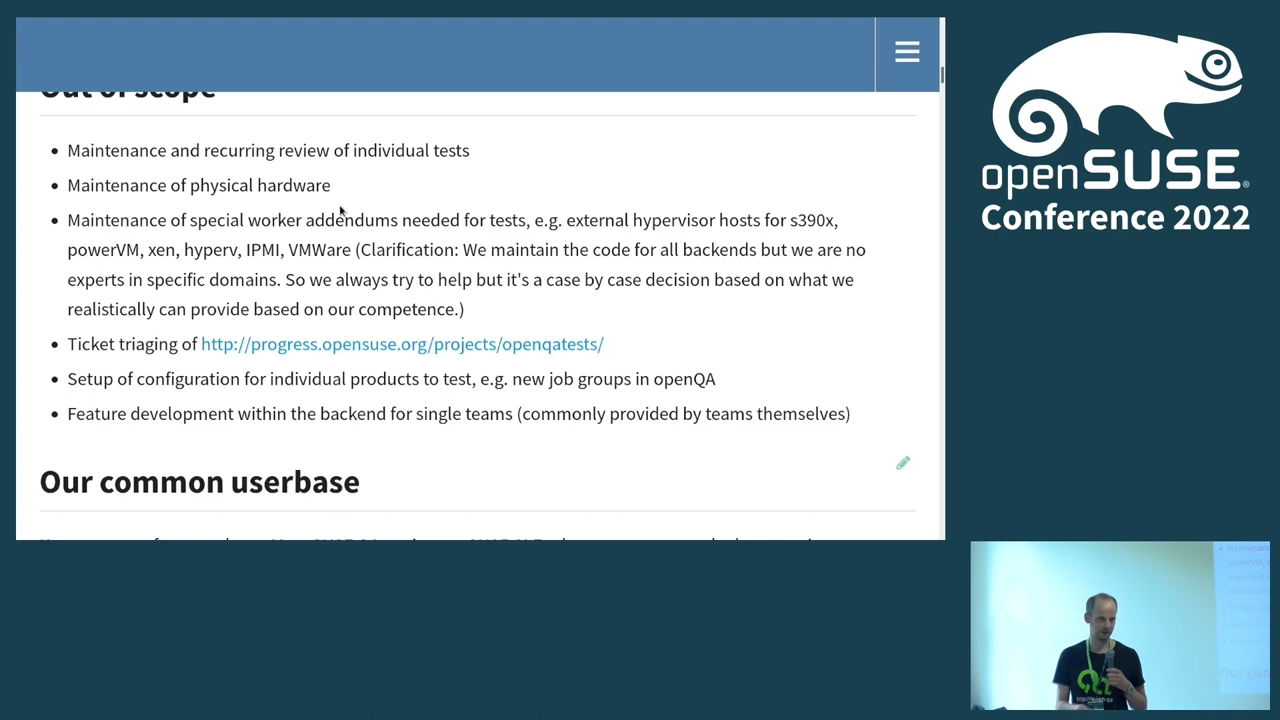 Out of scope
Maintenance and recurring review of individual tests
Maintenance of physical hardware
Maintenance of special worker addendums needed for tests, e.g. external hypervisor hosts for s390x,
powerVM, xen, hyperv, IPMI, VMWare (Clarification: We maintain the code for all backends but we are no
experts in specific domains. So we always try to help but it's a case by case decision based on what we
realistically can provide based on our competence.)
Ticket triaging of http://progress.opensuse.org/projects/openqatests/
Setup of configuration for individual products to test, e.g. new job groups in openQA
Feature development within the backend for single teams (commonly provided by teams themselves)
Our common userbase
openSUSE®
Conference 2022